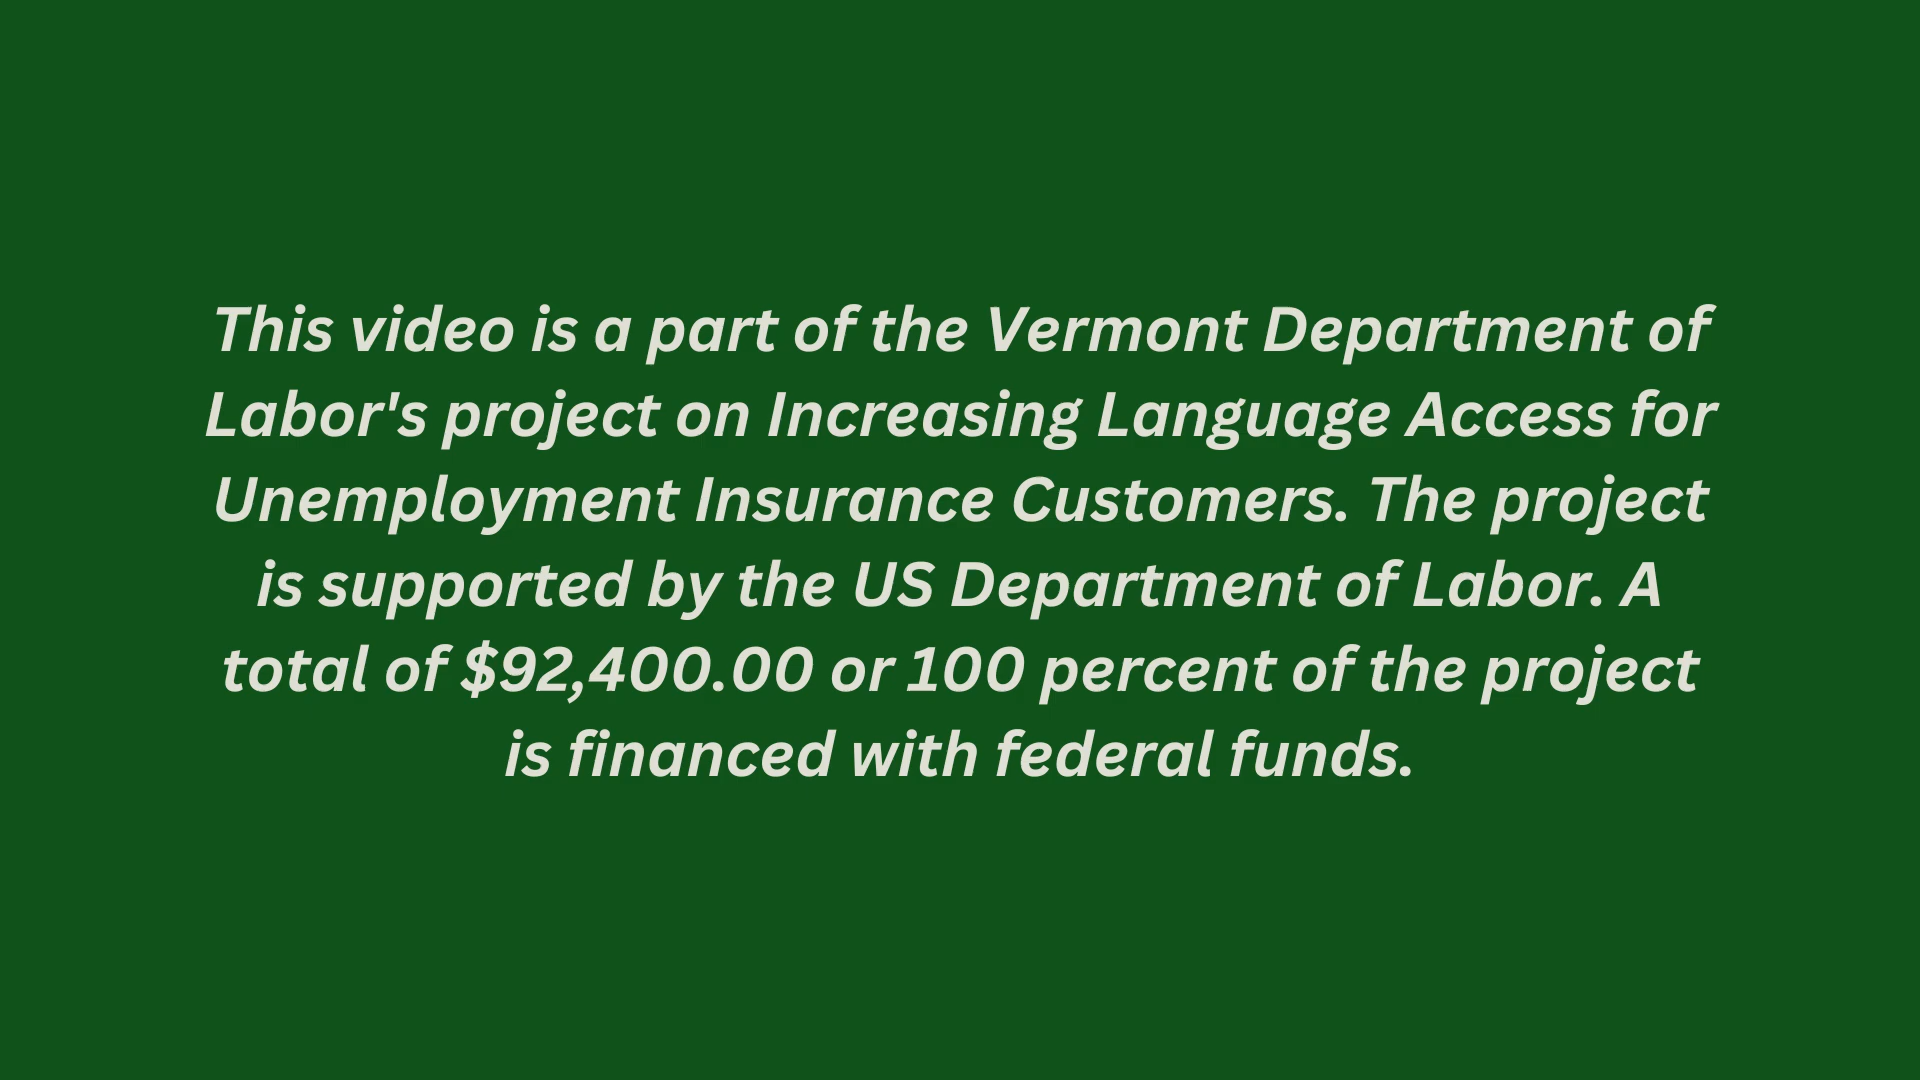 This video is a part of the Vermont Department of
Labor's project on Increasing Language Access for
Unemployment Insurance Customers. The project
is supported by the US Department of Labor. A
total of $92,400.00 or 100 percent of the project
is financed with federal funds.